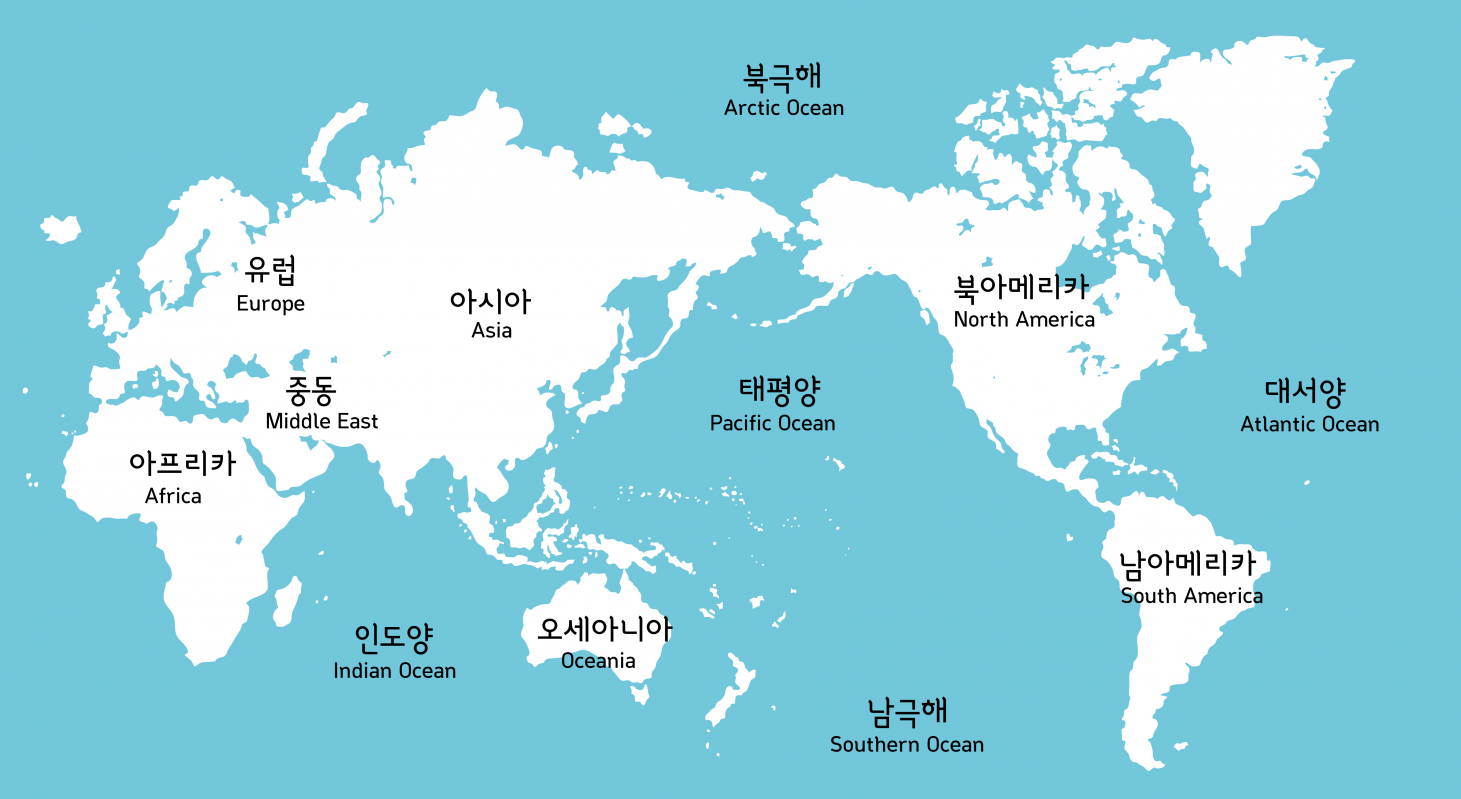 북극해
Arctic Ocean
유럽
Europe
아시아
Asia
북아메리카
North America
중동
Middle East
태평양
Pacific Ocean
대서양
Atlantic Ocean
아프리카
Africa
남아메리카
South America
인도양
Indian Ocean
오세아니아
Oceania
남극해
Southern Ocean